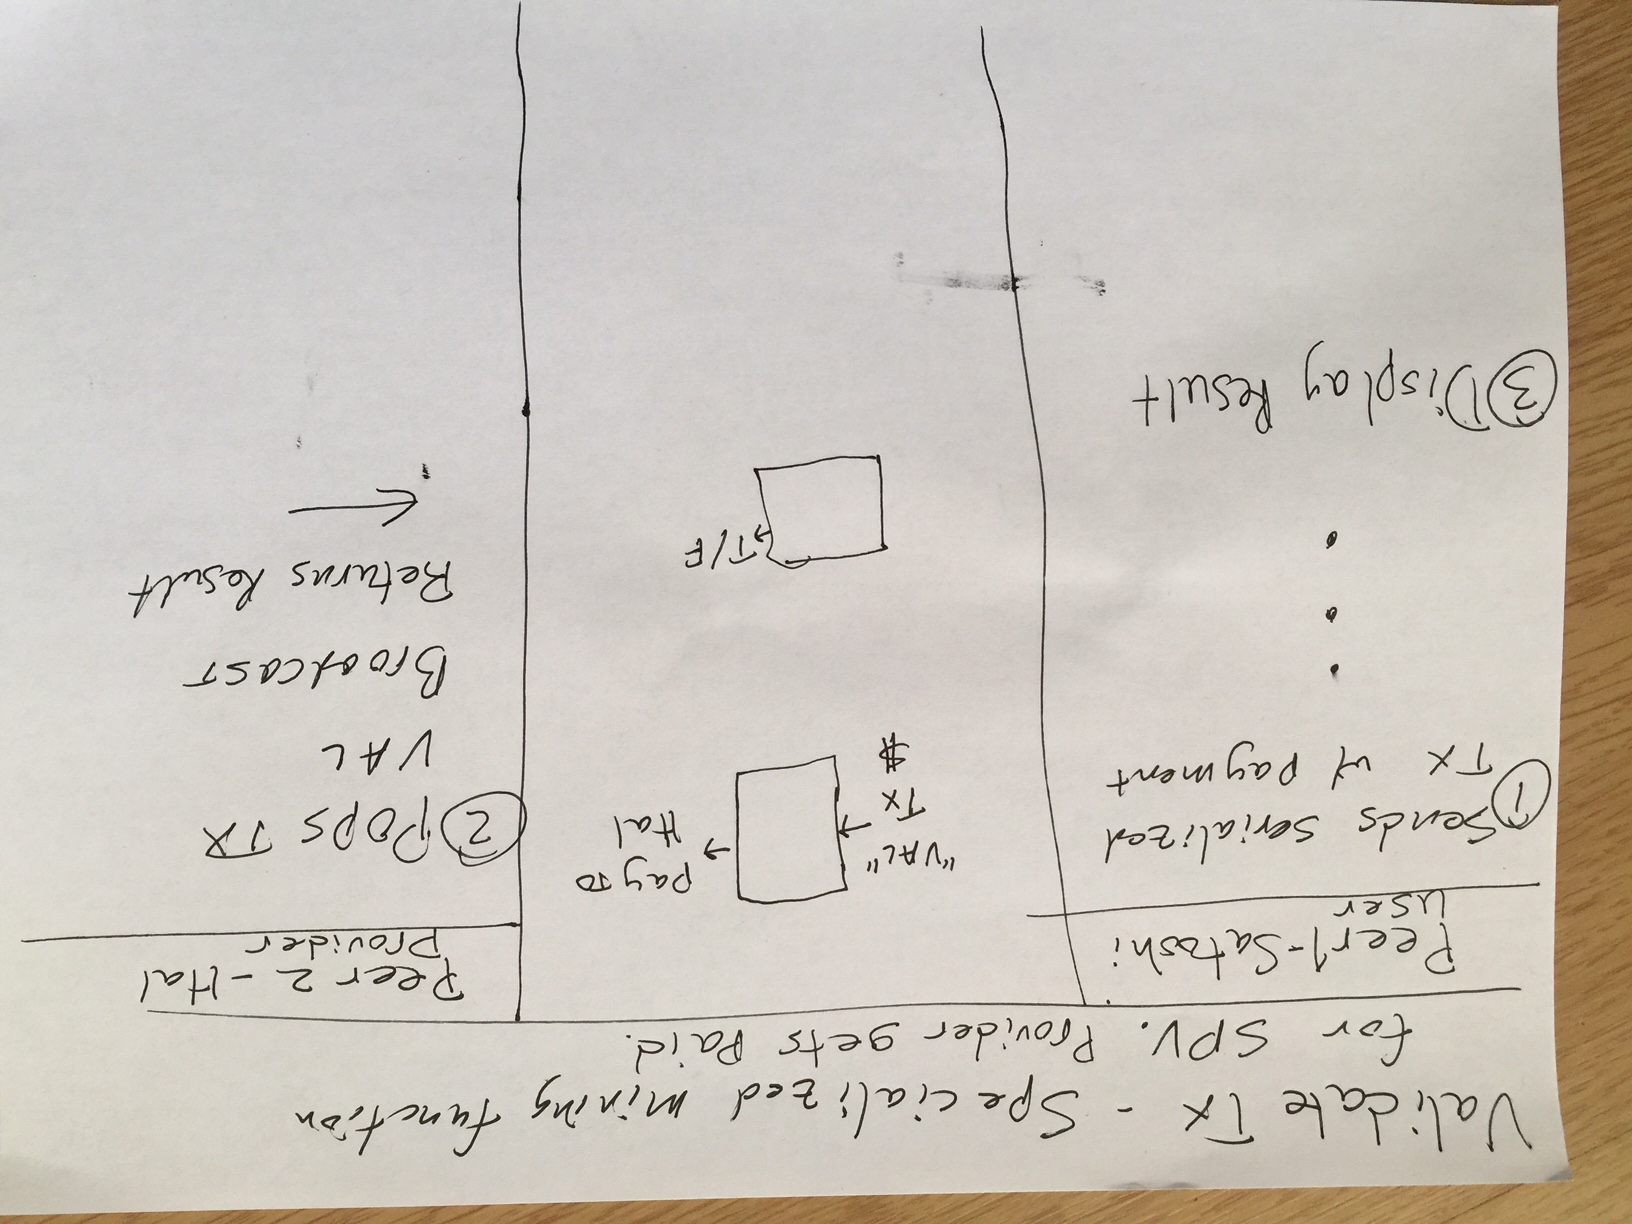 Validate Tx - Specialized mining function
for SPV. Provider gets Paid.
Peer1-Satoshi
User
① Sends serialized
TX w/ payment
③ Display Result
"VAL"
Tx
$
→ pay to
Hal
→ T/F
Peer 2 - Hal
Provider
② POPS TX
VAL
Broadcast
Returns Result
←